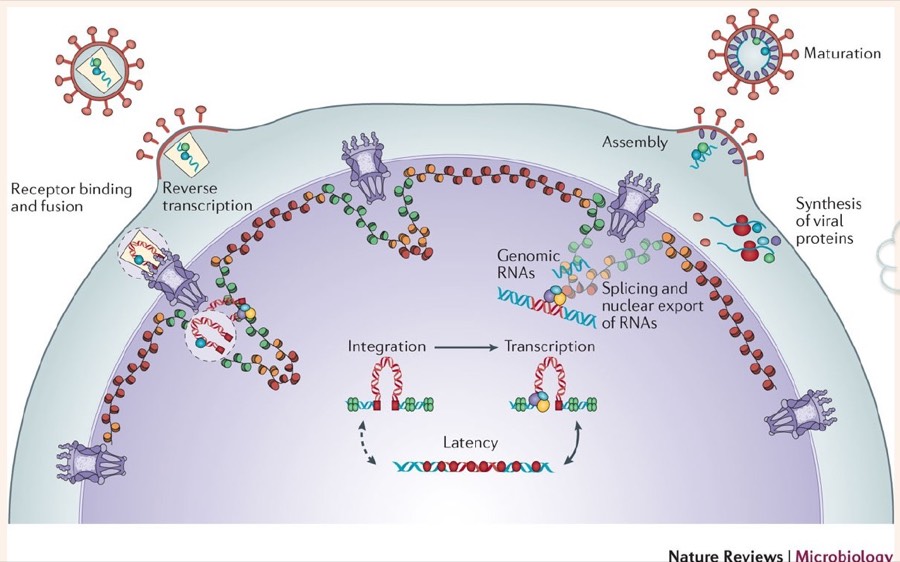 Maturation
Assembly
Receptor binding
and fusion
Reverse
transcription
Synthesis
of viral
proteins
Genomic
RNAs
Splicing and
nuclear export
of RNAs
Integration
Transcription
Latency
Nature Reviews | Microbiology